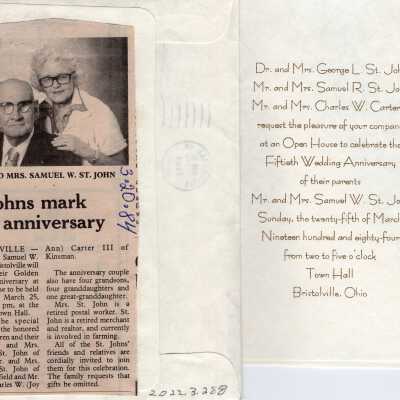 D MRS. SAMUEL W. ST. JOHN
3-20-84
ohns mark
anniversary
VILLE —
Samuel W.
Bristolville will
heir Golden
niversary at
se to be held
March 25,
pm, at the
own Hall.
he special
the honored
ren and their
r. and Mrs.
St. John of
nd Mrs.
St. John of
field and Mr.
harles W. (Joy
Ann) Carter III of
Kinsman.
The anniversary couple
also have four grandsons,
four granddaughters and
one great-granddaughter.
Mrs. St. John is a
retired postal worker. St.
John is a retired merchant
and realtor, and currently
is involved in farming.
All of the St. Johns'
friends and relatives are
cordially invited to join
them for this celebration.
The family requests that
gifts be omitted.
2022.3.288
Dr. and Mrs. George L. St. John
Mr. and Mrs. Samuel R. St. J
Mr. and Mrs. Charles W. Carter
request the pleasure of your compan
at an Open House to celebrate the
Fiftieth Wedding Anniversary
of their parents
Mr. and Mrs. Samuel W. St. Jo
Sunday, the twenty-fifth of March
Nineteen hundred and eighty-four
from two to five o'clock
Town Hall
Bristolville, Ohio